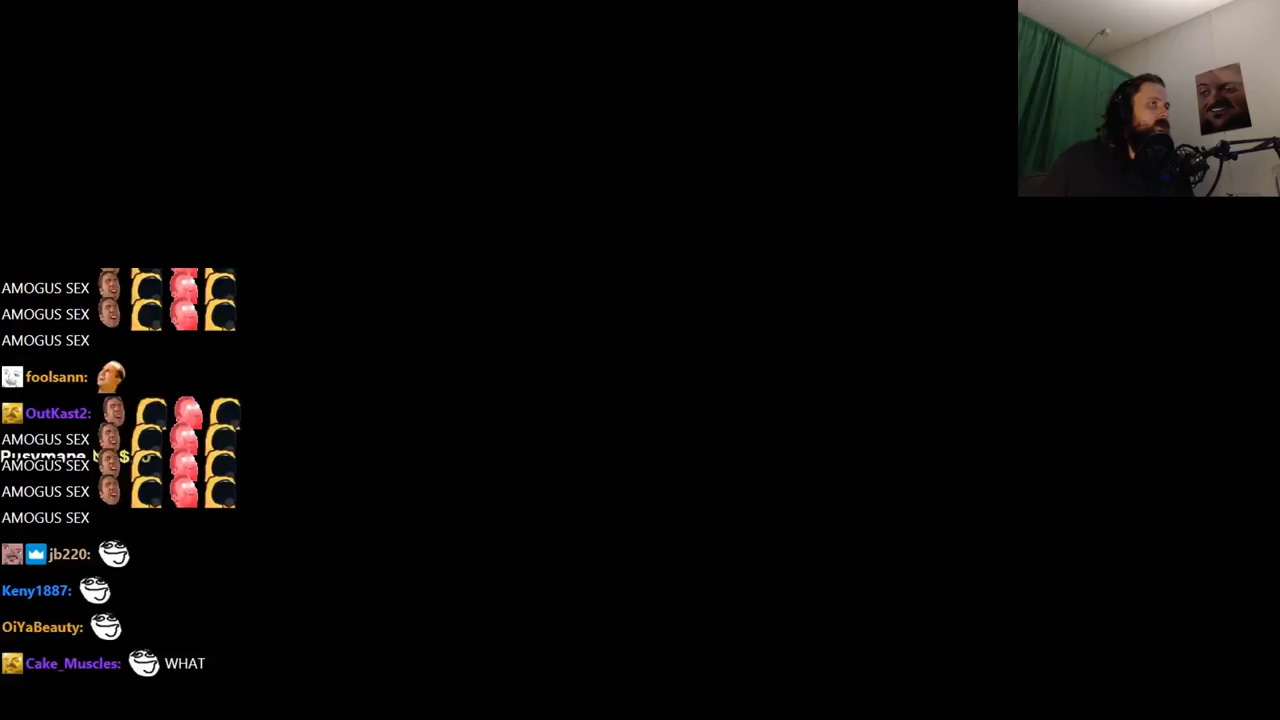 AMOGUS SEX
AMOGUS SEX
AMOGUS SEX
foolsann:
OutKast2:
AMOGUS SEX
AMOGUS SEX
AMOGUS SEX
AMOGUS SEX
jb220:
Keny1887:
OiYaBeauty:
Cake_Muscles: WHAT